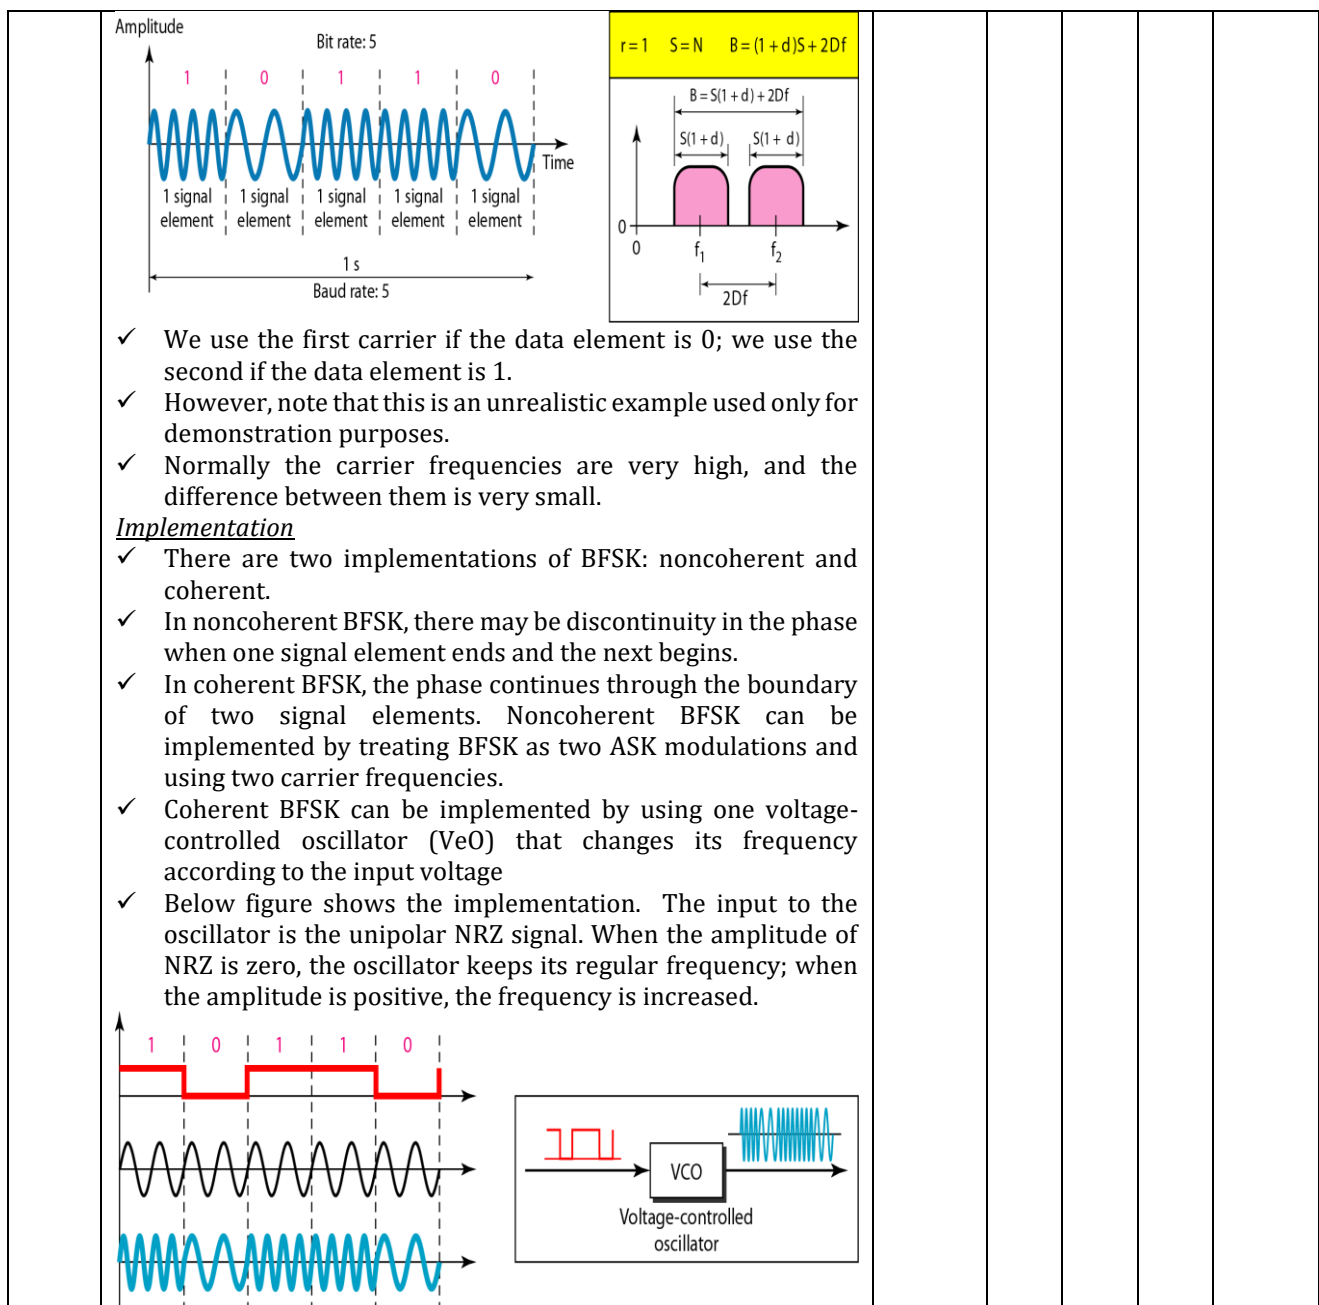 Amplitude
Bit rate: 5
1 0 1 1 0
Time
1 signal 1 signal 1 signal 1 signal 1 signal
element element element element element
1 s
Baud rate: 5
r = 1 S = N B = (1 + d)S + 2Df
B = S(1 + d) + 2Df
S(1 + d) S(1 + d)
0
0 f1 f2
2Df
✓ We use the first carrier if the data element is 0; we use the
second if the data element is 1.
✓ However, note that this is an unrealistic example used only for
demonstration purposes.
✓ Normally the carrier frequencies are very high, and the
difference between them is very small.
Implementation
✓ There are two implementations of BFSK: noncoherent and
coherent.
✓ In noncoherent BFSK, there may be discontinuity in the phase
when one signal element ends and the next begins.
✓ In coherent BFSK, the phase continues through the boundary
of two signal elements. Noncoherent BFSK can be
implemented by treating BFSK as two ASK modulations and
using two carrier frequencies.
✓ Coherent BFSK can be implemented by using one voltage-
controlled oscillator (VeO) that changes its frequency
according to the input voltage
✓ Below figure shows the implementation. The input to the
oscillator is the unipolar NRZ signal. When the amplitude of
NRZ is zero, the oscillator keeps its regular frequency; when
the amplitude is positive, the frequency is increased.
1 0 1 1 0
VCO
Voltage-controlled
oscillator